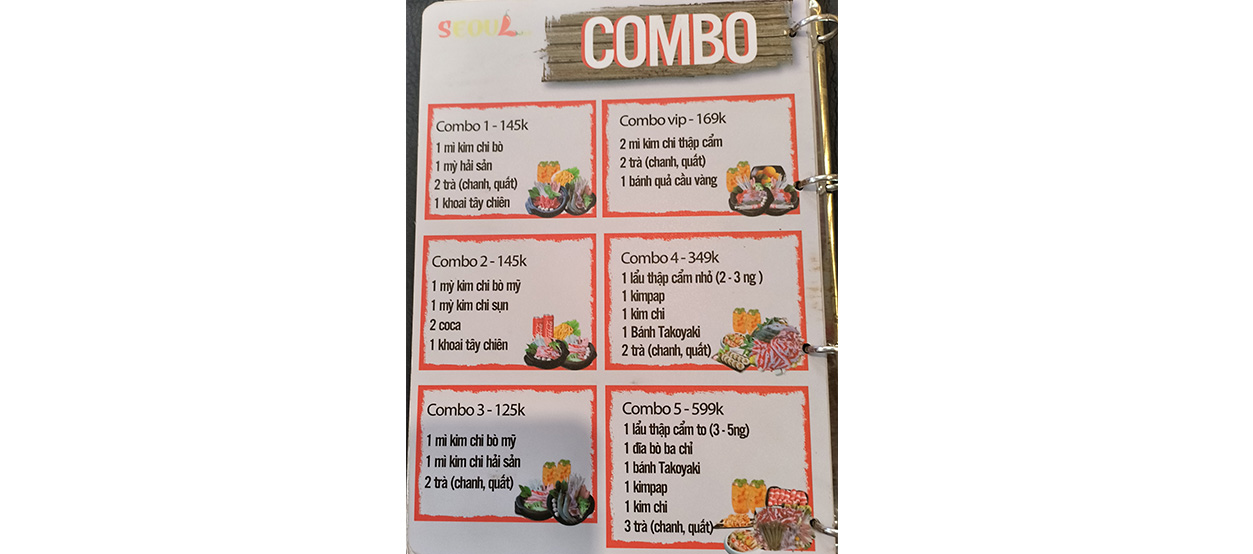 SEOUL
COMBO
Combo 1 - 145k
1 mì kim chi bò
1 mỳ hải sản
2 trà (chanh, quất)
1 khoai tây chiên
Combo vip - 169k
2 mì kim chi thập cẩm
2 trà (chanh, quất)
1 bánh quả cầu vàng
Combo 2 - 145k
1 mỳ kim chi bò mỹ
1 mỳ kim chi sụn
2 coca
1 khoai tây chiên
Combo 4 - 349k
1 lẩu thập cẩm nhỏ (2 - 3 ng )
1 kimpap
1 kim chi
1 Bánh Takoyaki
2 trà (chanh, quất)
Combo 3 - 125k
1 mì kim chi bò mỹ
1 mì kim chi hải sản
2 trà (chanh, quất)
Combo 5 - 599k
1 lẩu thập cẩm to (3 - 5ng)
1 đĩa bò ba chỉ
1 bánh Takoyaki
1 kimpap
1 kim chi
3 trà (chanh, quất)